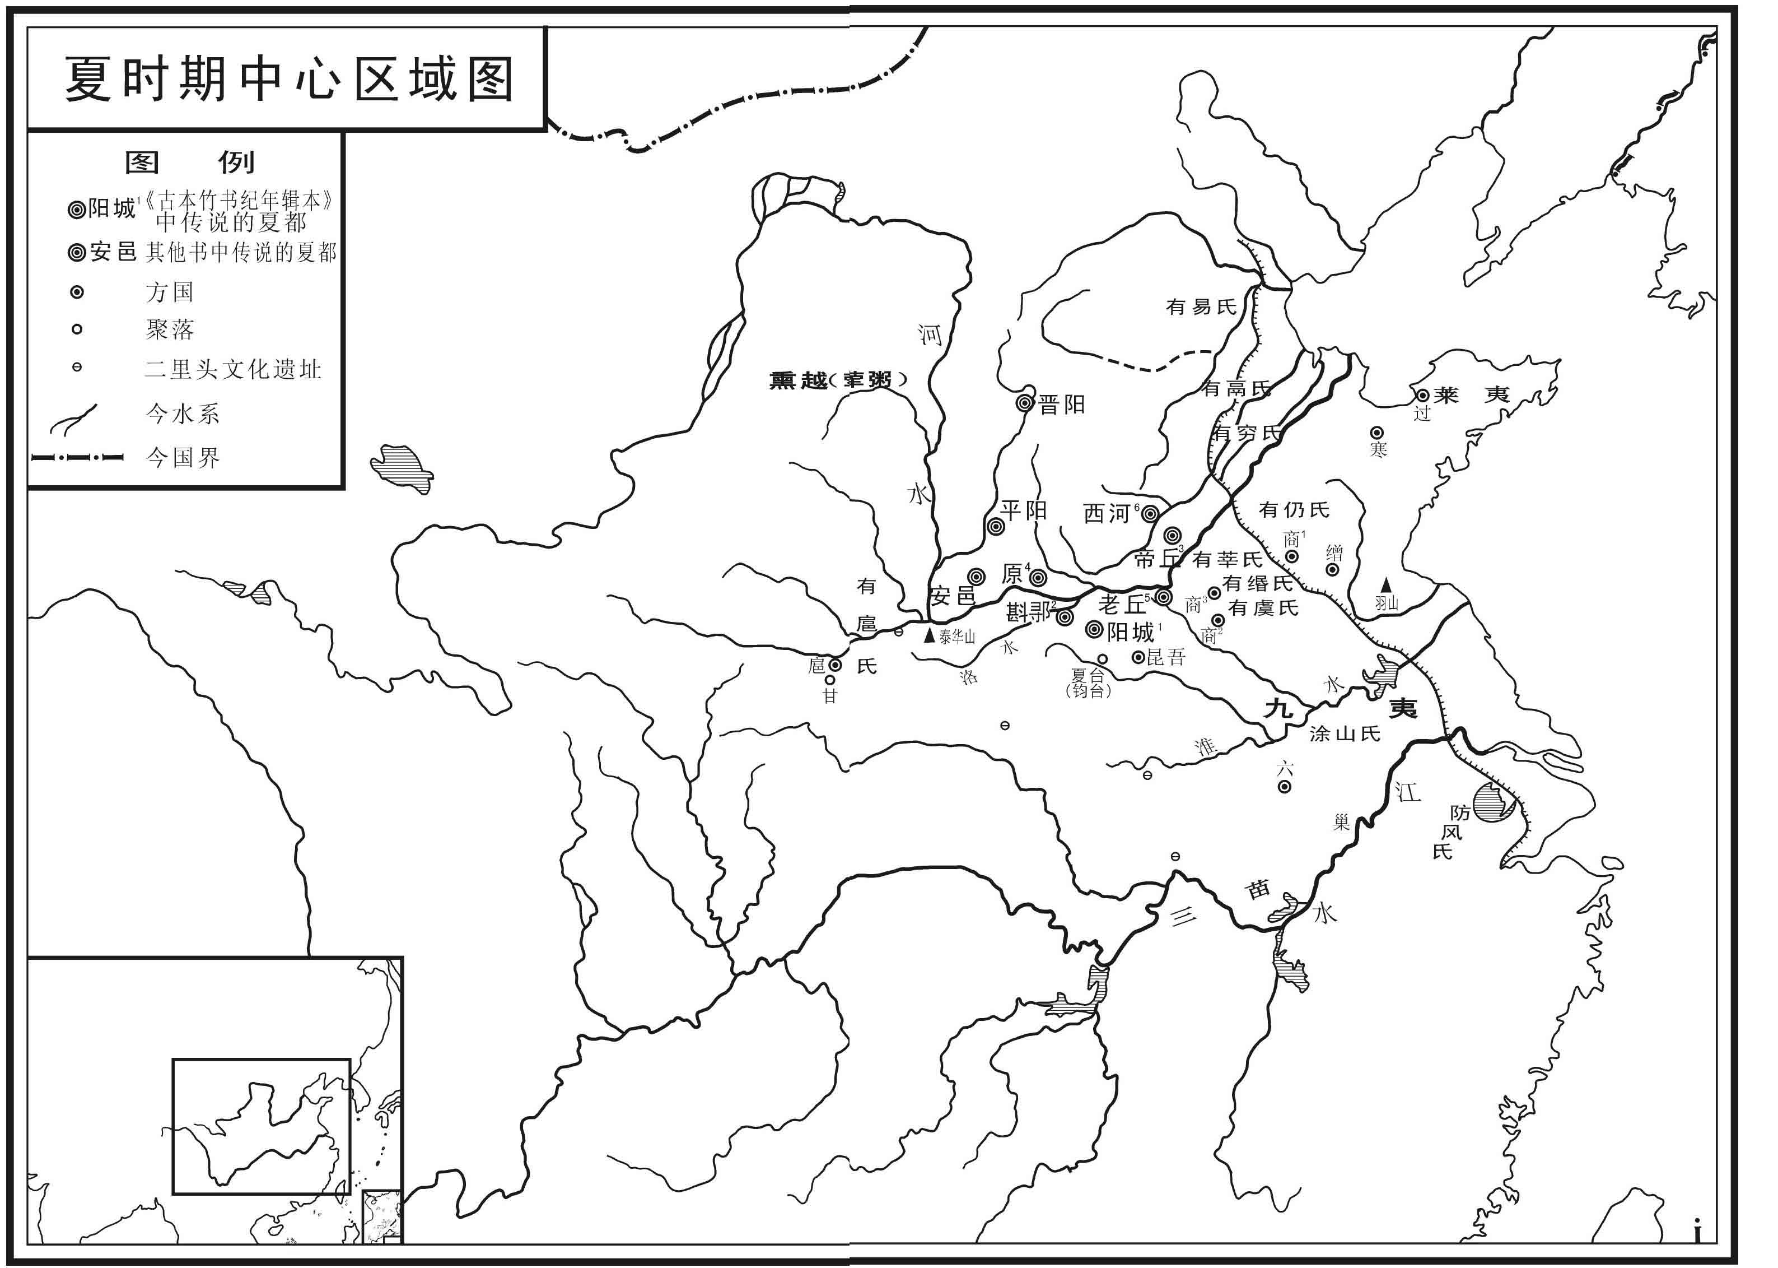 夏时期中心区域图
图 例
阳城¹《古本竹书纪年辑本》
中传说的夏都
安邑 其他书中传说的夏都
方国
聚落
二里头文化遗址
今水系
今国界
有易氏
河
熏越(荤粥)
有鬲氏
莱 夷
晋阳
过
有穷氏
寒
水
平阳
西河⁶
有仍氏
商¹
缯
帝丘³
有莘氏
原⁴
安邑
有缗氏
羽山
有
扈
氏
斟鄩²
老丘⁵
商³
有虞氏
泰华山
阳城¹
商²
水
洛
昆吾
扈
甘
夏台
(钧台)
水
九 夷
涂山氏
淮
六
江
巢
防
风
氏
苗
三
水